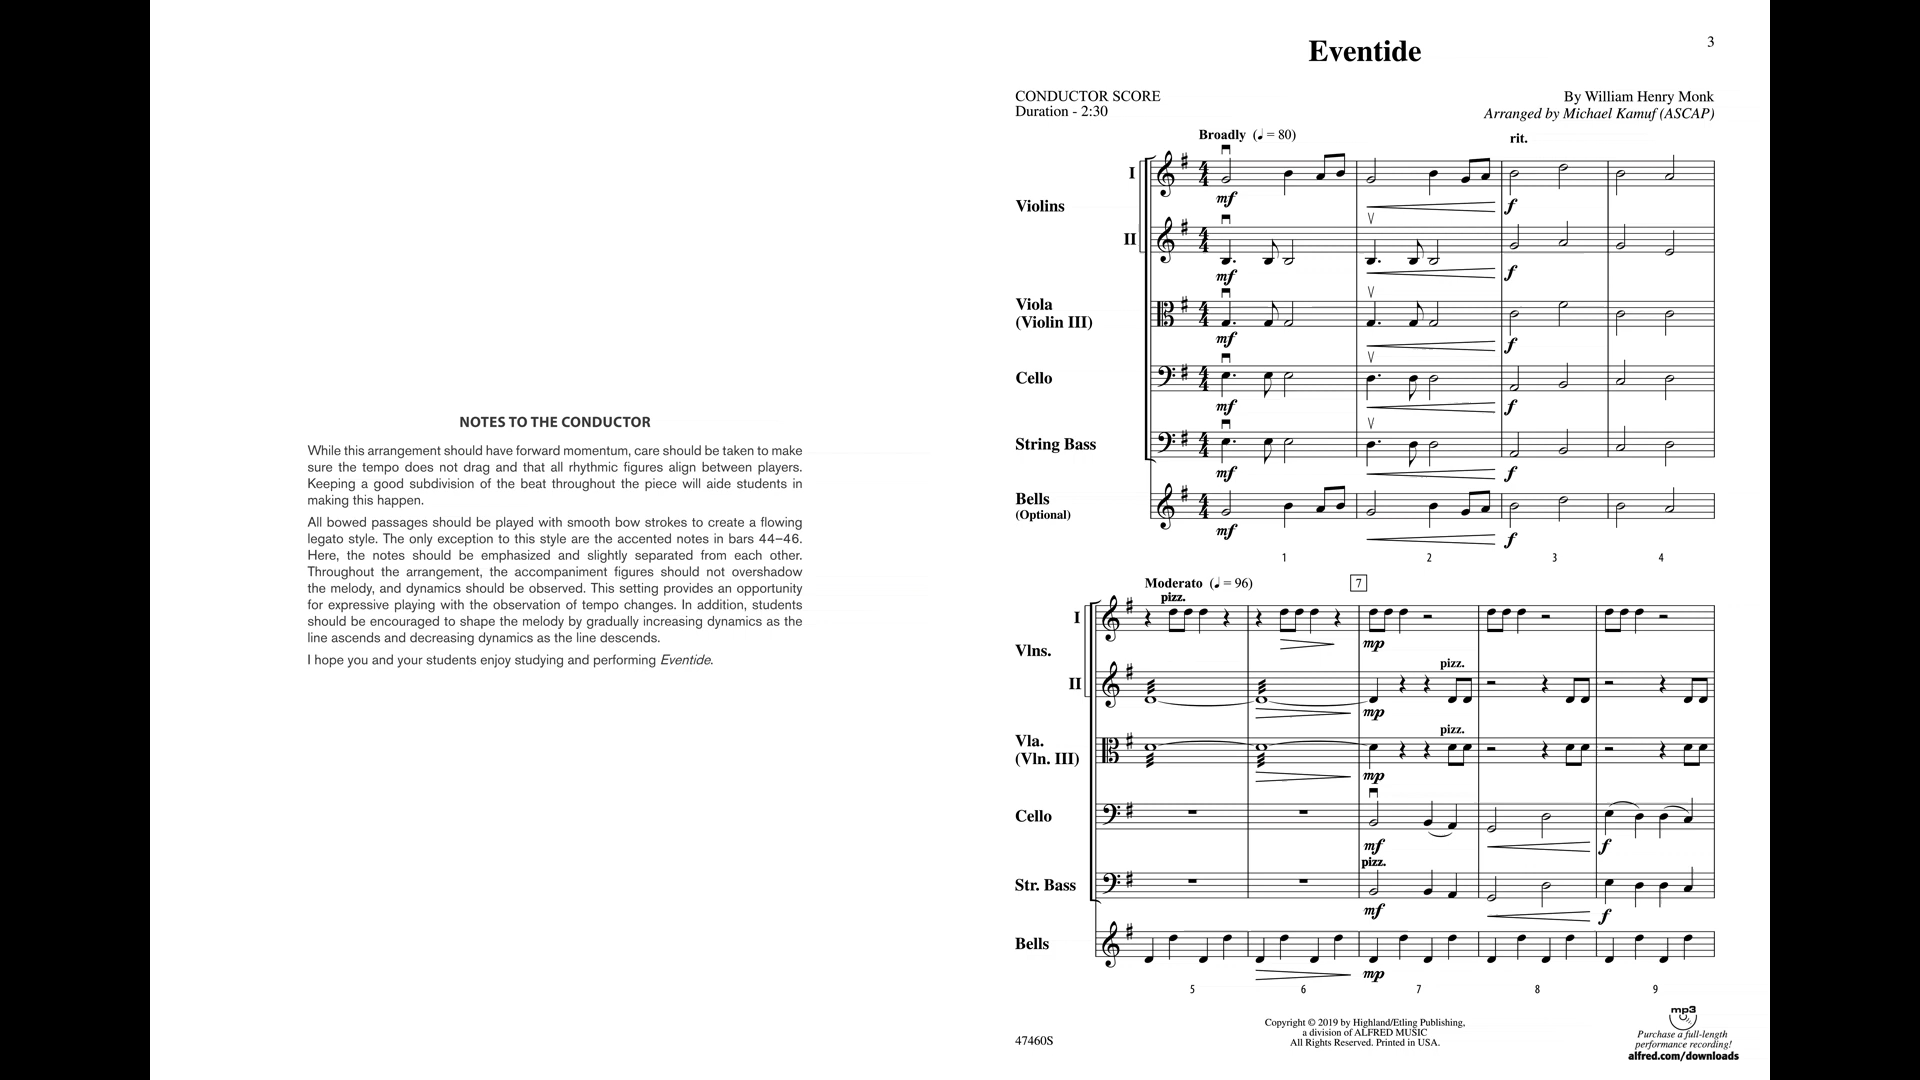 NOTES TO THE CONDUCTOR
While this arrangement should have forward momentum, care should be taken to make
sure the tempo does not drag and that all rhythmic figures align between players.
Keeping a good subdivision of the beat throughout the piece will aide students in
making this happen.
All bowed passages should be played with smooth bow strokes to create a flowing
legato style. The only exception to this style are the accented notes in bars 44–46.
Here, the notes should be emphasized and slightly separated from each other.
Throughout the arrangement, the accompaniment figures should not overshadow
the melody, and dynamics should be observed. This setting provides an opportunity
for expressive playing with the observation of tempo changes. In addition, students
should be encouraged to shape the melody by gradually increasing dynamics as the
line ascends and decreasing dynamics as the line descends.
I hope you and your students enjoy studying and performing Eventide.
3
Eventide
CONDUCTOR SCORE
Duration - 2:30
By William Henry Monk
Arranged by Michael Kamuf (ASCAP)
Broadly (♩ = 80)
rit.
I
mf f
Violins
II
mf f
Viola
(Violin III)
mf f
Cello
mf f
String Bass
mf f
Bells
(Optional)
mf f
1 2 3 4
Moderato (♩ = 96) 7
pizz.
I
mp
Vlns.
pizz.
II
mp
pizz.
Vla.
(Vln. III)
mp
Cello
mf f
pizz.
Str. Bass
mf f
Bells
mp
5 6 7 8 9
Copyright © 2019 by Highland/Etling Publishing,
a division of ALFRED MUSIC
All Rights Reserved. Printed in USA.
47460S
mp3
Purchase a full-length
performance recording!
alfred.com/downloads